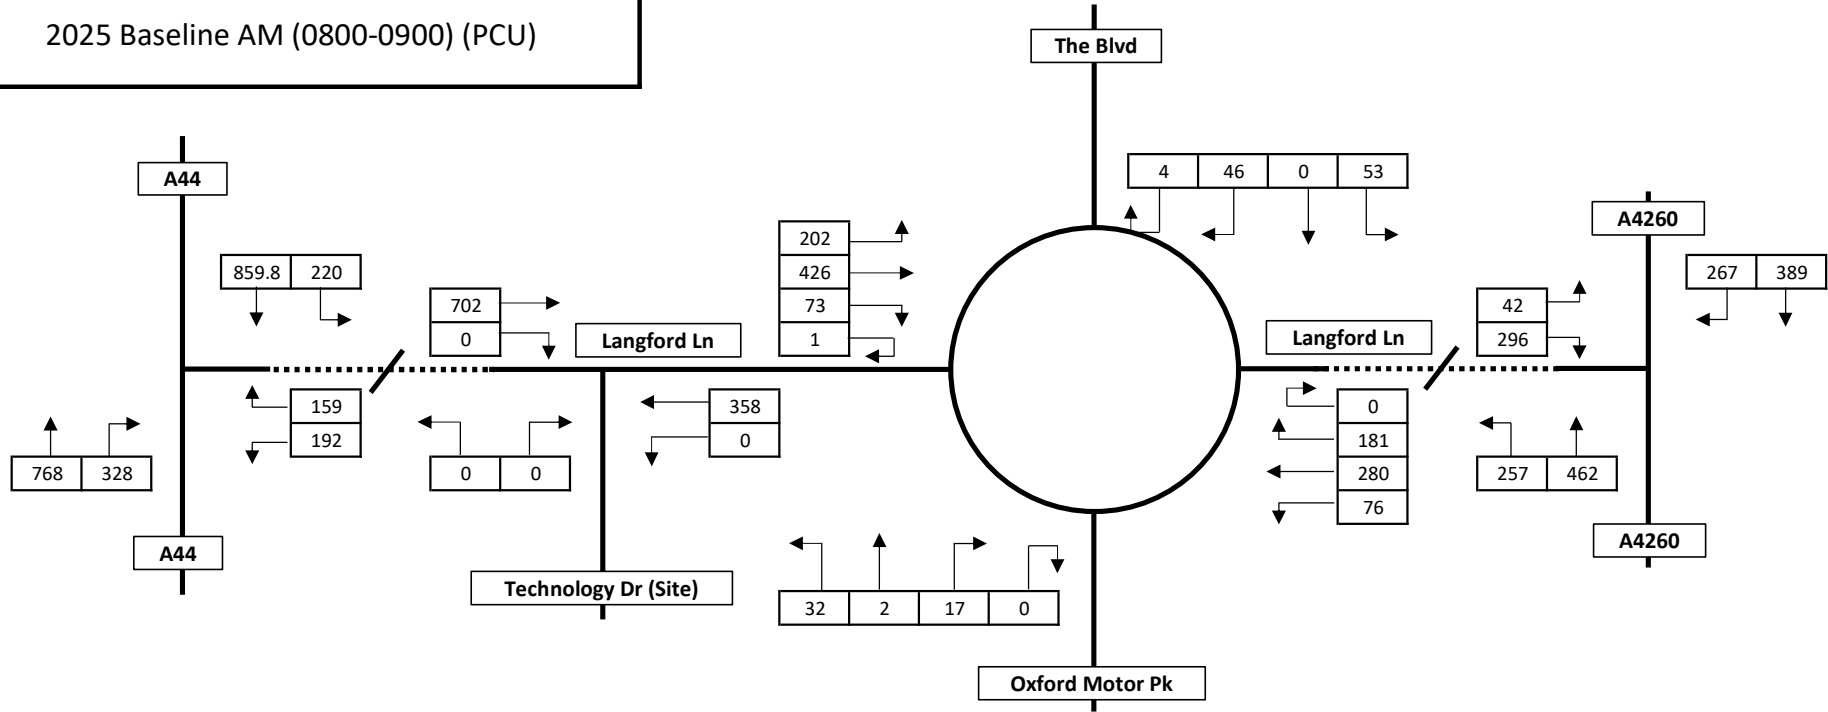 2025 Baseline AM (0800-0900) (PCU)
The Blvd
4 46 0 53
A44
A4260
202
426
73
1
859.8 220
267 389
702
0
42
296
Langford Ln
Langford Ln
159
192
358
0
0
181
280
76
768 328
0 0
257 462
A44
A4260
Technology Dr (Site)
32 2 17 0
Oxford Motor Pk